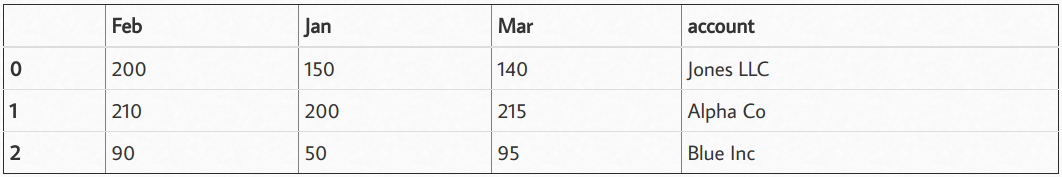 Feb Jan Mar account
0 200 150 140 Jones LLC
1 210 200 215 Alpha Co
2 90 50 95 Blue Inc